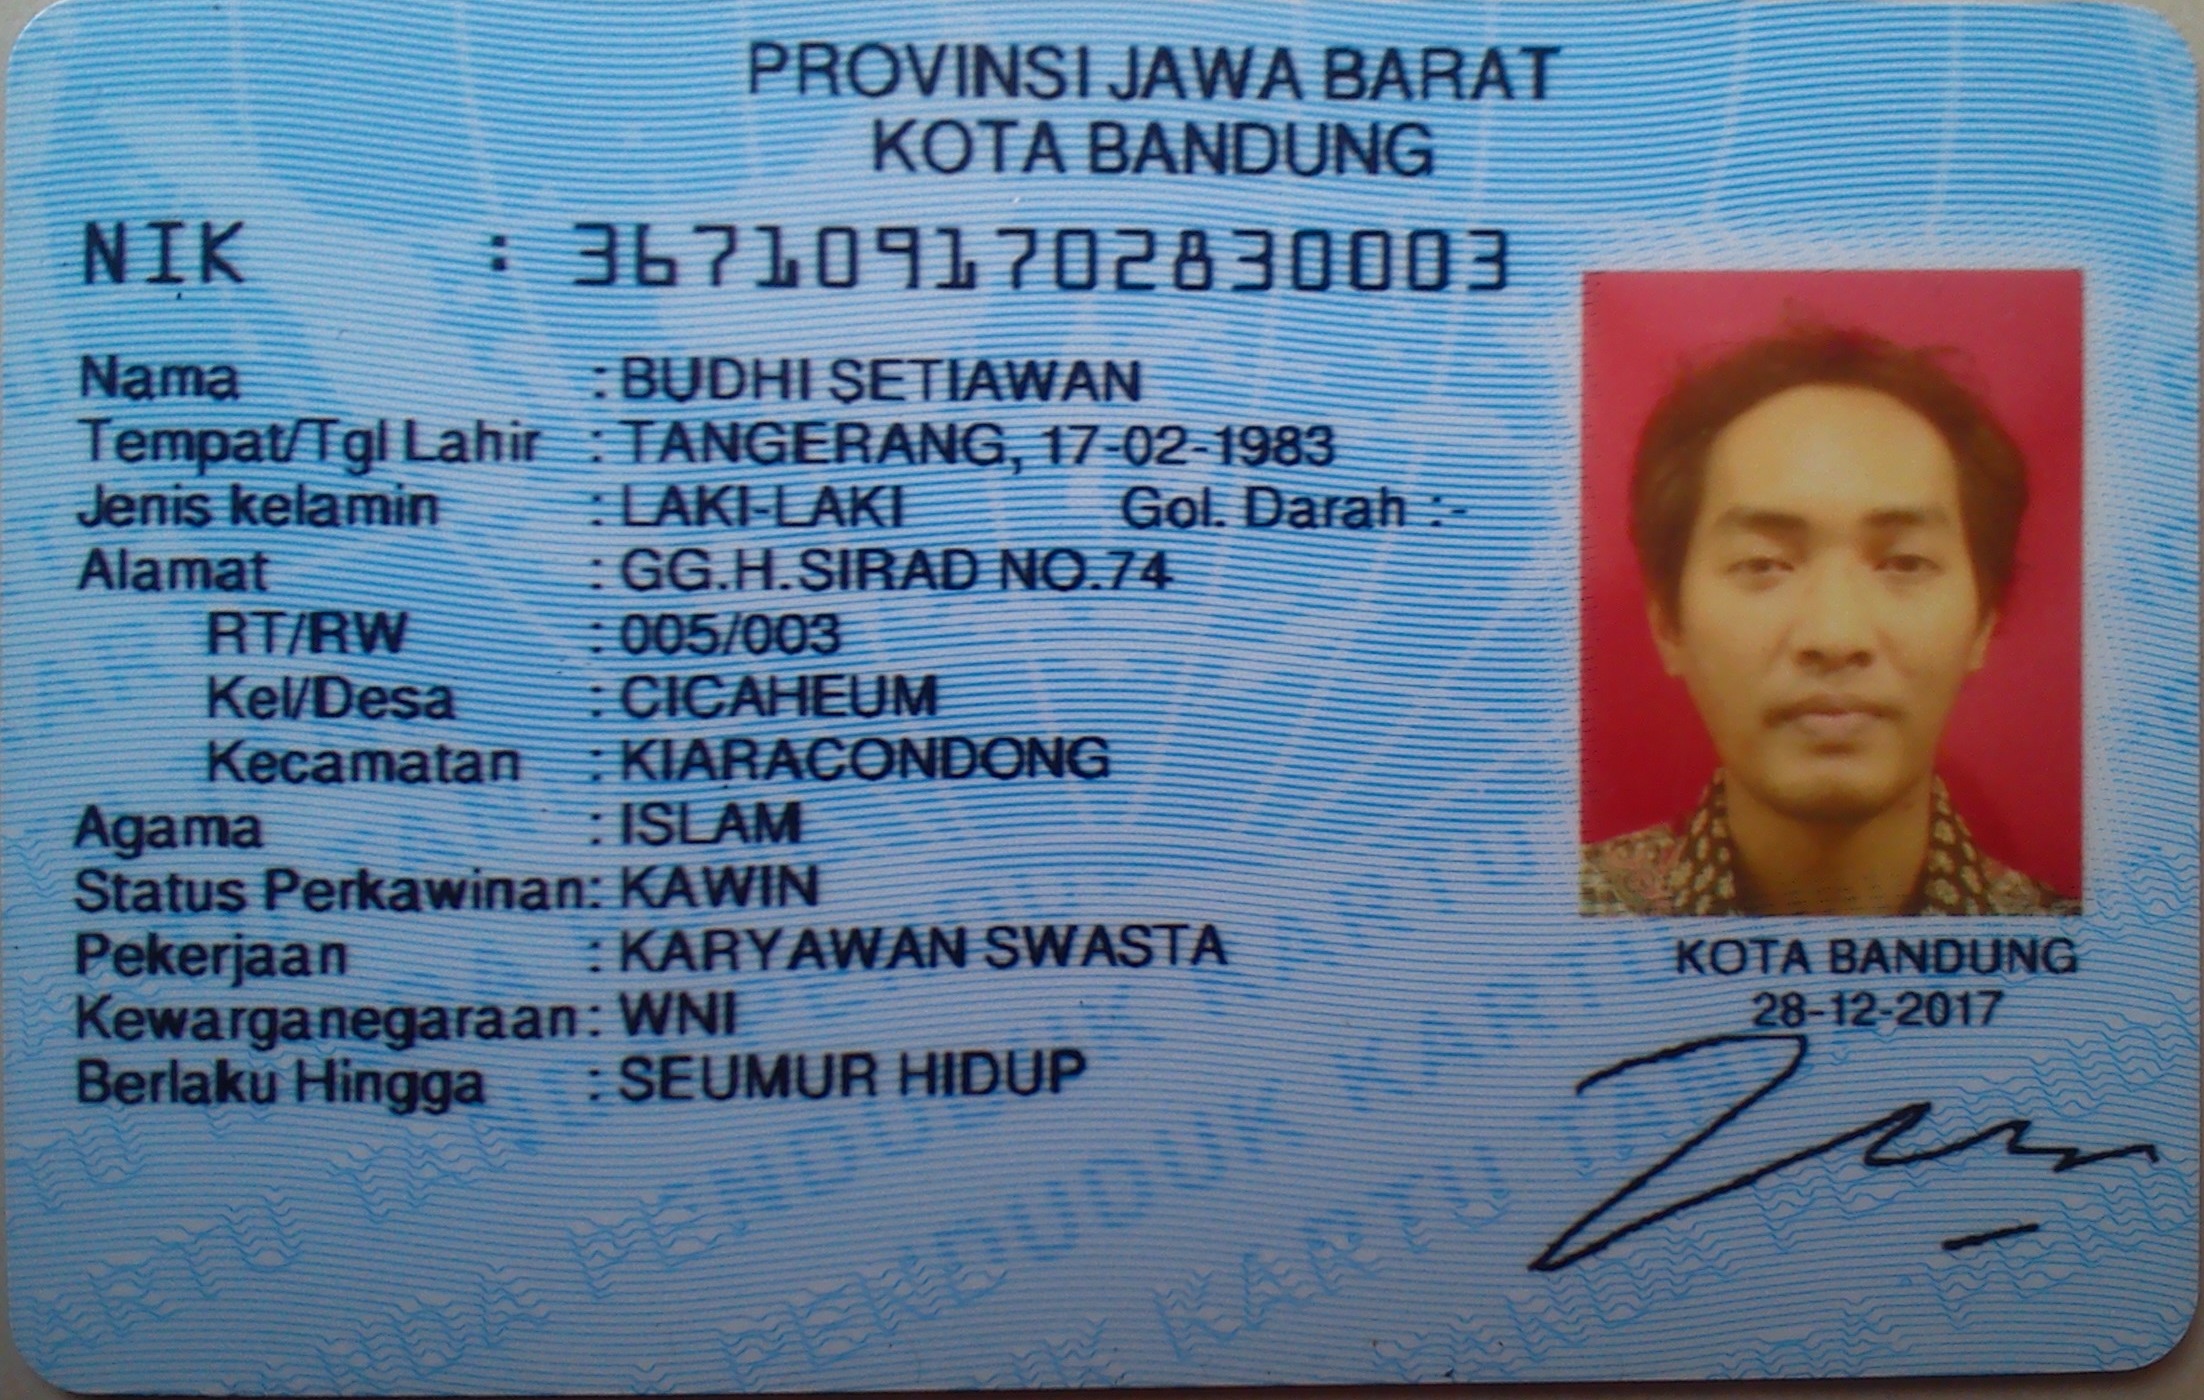 PROVINSI JAWA BARAT
KOTA BANDUNG
NIK : 3671091702830003
Nama : BUDHI SETIAWAN
Tempat/Tgl Lahir : TANGERANG, 17-02-1983
Jenis kelamin : LAKI-LAKI Gol. Darah :-
Alamat : GG.H.SIRAD NO.74
RT/RW : 005/003
Kel/Desa : CICAHEUM
Kecamatan : KIARACONDONG
Agama : ISLAM
Status Perkawinan: KAWIN
Pekerjaan : KARYAWAN SWASTA
Kewarganegaraan: WNI
Berlaku Hingga : SEUMUR HIDUP
KOTA BANDUNG
28-12-2017